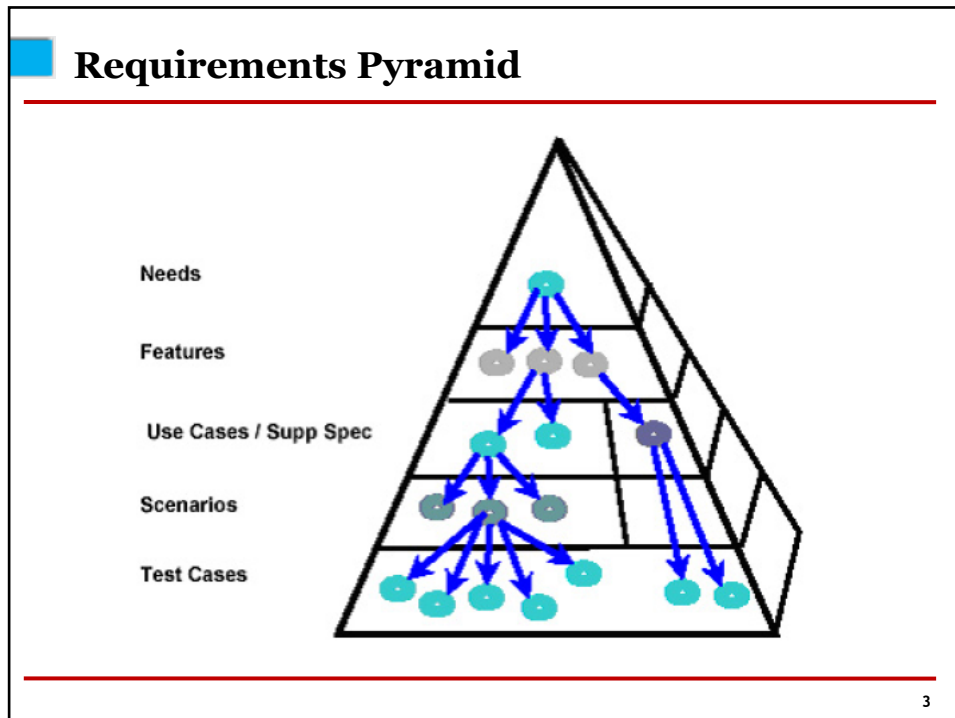 Requirements Pyramid
Needs
Features
Use Cases / Supp Spec
Scenarios
Test Cases
3